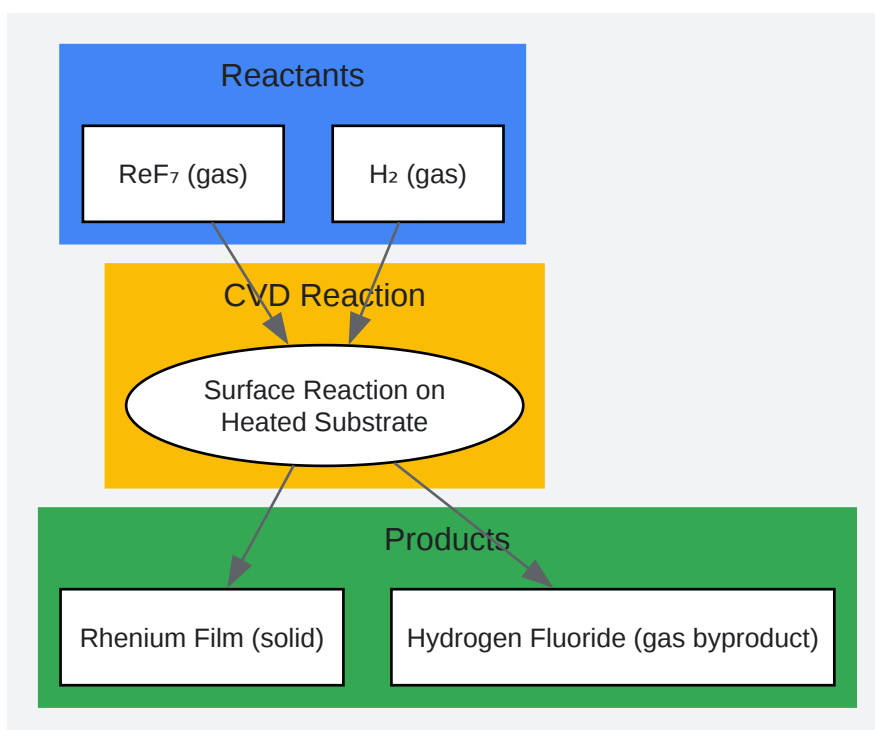 Reactants
ReF₇ (gas)
H₂ (gas)
CVD Reaction
Surface Reaction on
Heated Substrate
Products
Rhenium Film (solid)
Hydrogen Fluoride (gas byproduct)